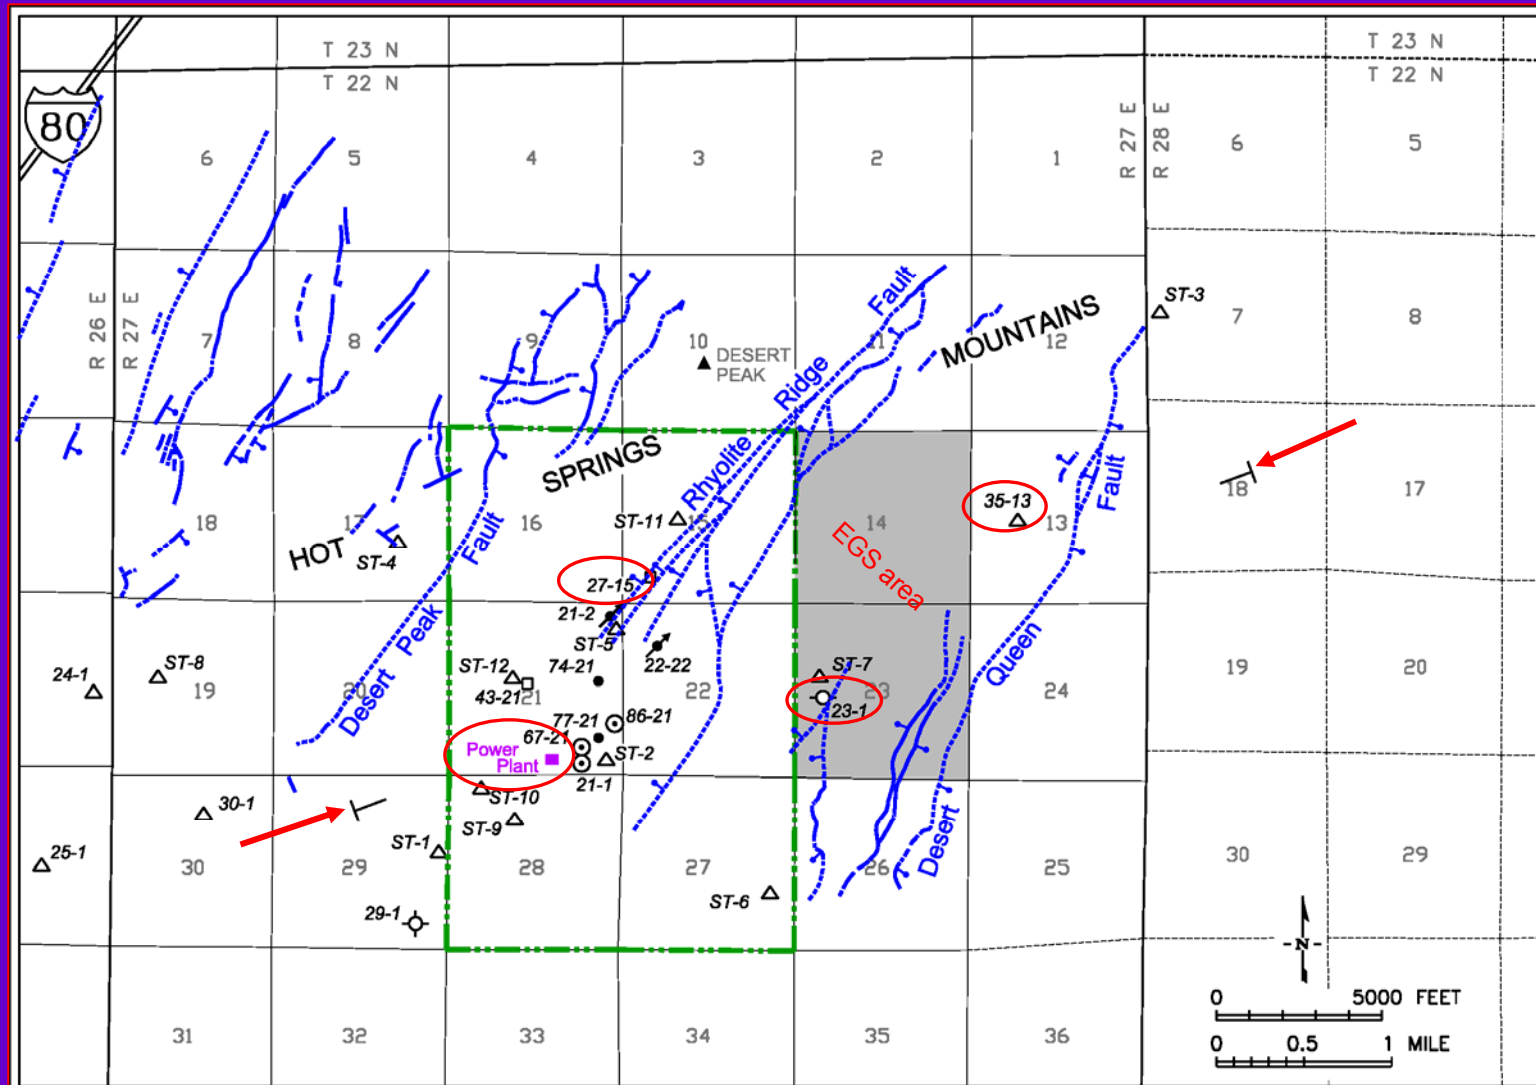 T 23 N
T 22 N
T 23 N
T 22 N
80
R 27 E
R 28 E
6
5
4
3
2
1
6
5
R 26 E
R 27 E
7
8
9
10
11
12
7
8
DESERT
PEAK
ST-3
Rhyolite Ridge Fault
HOT SPRINGS MOUNTAINS
18
17
16
15
14
13
18
17
ST-4
ST-11
35-13
EGS area
27-15
Desert Peak Fault
Desert Queen Fault
21-2
ST-5
22-22
24-1
ST-8
19
20
ST-12
43-21
21
74-21
22
ST-7
23
23-1
24
19
20
77-21
86-21
67-21
Power
Plant
ST-2
21-1
ST-10
ST-9
30-1
25-1
30
29
ST-1
28
27
26
25
30
29
29-1
ST-6
-N-
31
32
33
34
35
36
0 5000 FEET
0 0.5 1 MILE